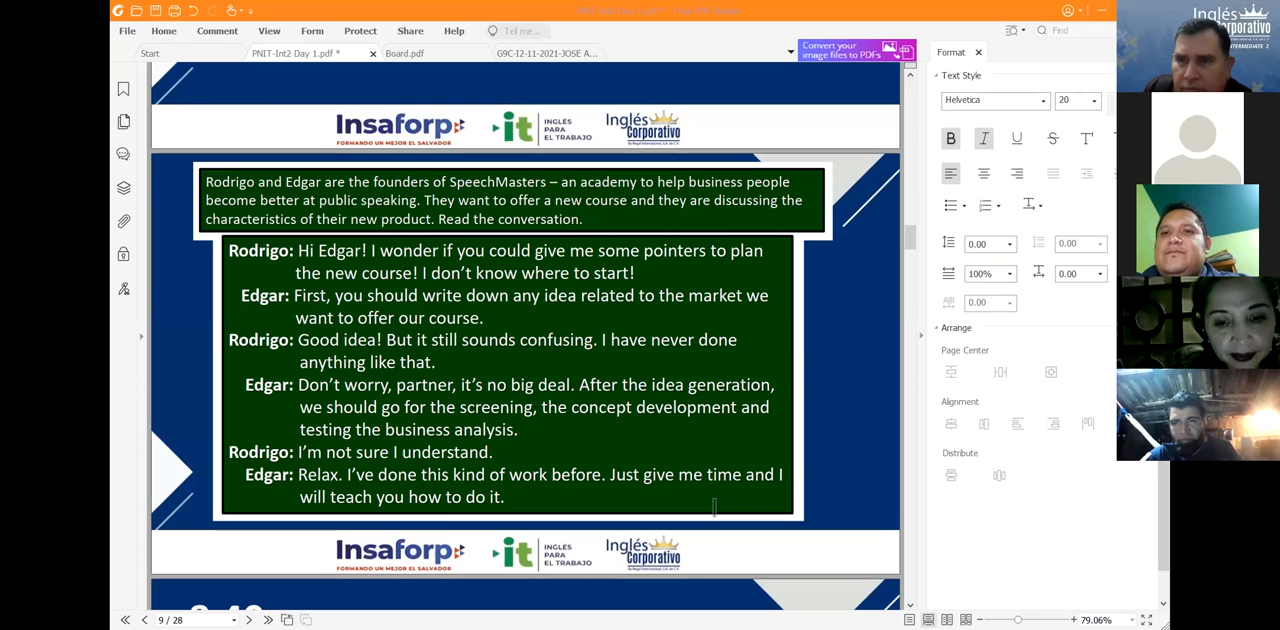 File Home Comment View Form Protect Share Help Tell me... Find
Start PNIT-Int2 Day 1.pdf * Board.pdf G9C-I2-11-2021-JOSE A...
Convert your
image files to PDFs
Insaforp
FORMANDO UN MEJOR EL SALVADOR
it INGLÉS
PARA
EL TRABAJO
Inglés
Corporativo
Rodrigo and Edgar are the founders of SpeechMasters – an academy to help business people
become better at public speaking. They want to offer a new course and they are discussing the
characteristics of their new product. Read the conversation.
Rodrigo: Hi Edgar! I wonder if you could give me some pointers to plan
the new course! I don't know where to start!
Edgar: First, you should write down any idea related to the market we
want to offer our course.
Rodrigo: Good idea! But it still sounds confusing. I have never done
anything like that.
Edgar: Don't worry, partner, it's no big deal. After the idea generation,
we should go for the screening, the concept development and
testing the business analysis.
Rodrigo: I'm not sure I understand.
Edgar: Relax. I've done this kind of work before. Just give me time and I
will teach you how to do it.
Insaforp
FORMANDO UN MEJOR EL SALVADOR
it INGLÉS
PARA
EL TRABAJO
Inglés
Corporativo
9 / 28
79.06%
Format
Text Style
Helvetica 20
B I U S T
0.00 0.00
100% 0.00
0.00
Arrange
Page Center
Alignment
Distribute
Inglés
Corporativo
INTERMEDIATE 2